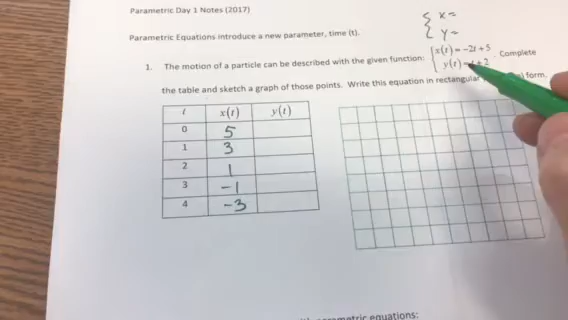 Parametric Day 1 Notes (2017)
x=
y=
Parametric Equations introduce a new parameter, time (t).
1. The motion of a particle can be described with the given function: x(t) = -2t + 5 Complete
y(t) = t + 2
the table and sketch a graph of those points. Write this equation in rectangular form.
t x(t) y(t)
0 5
1 3
2 1
3 -1
4 -3
parametric equations: